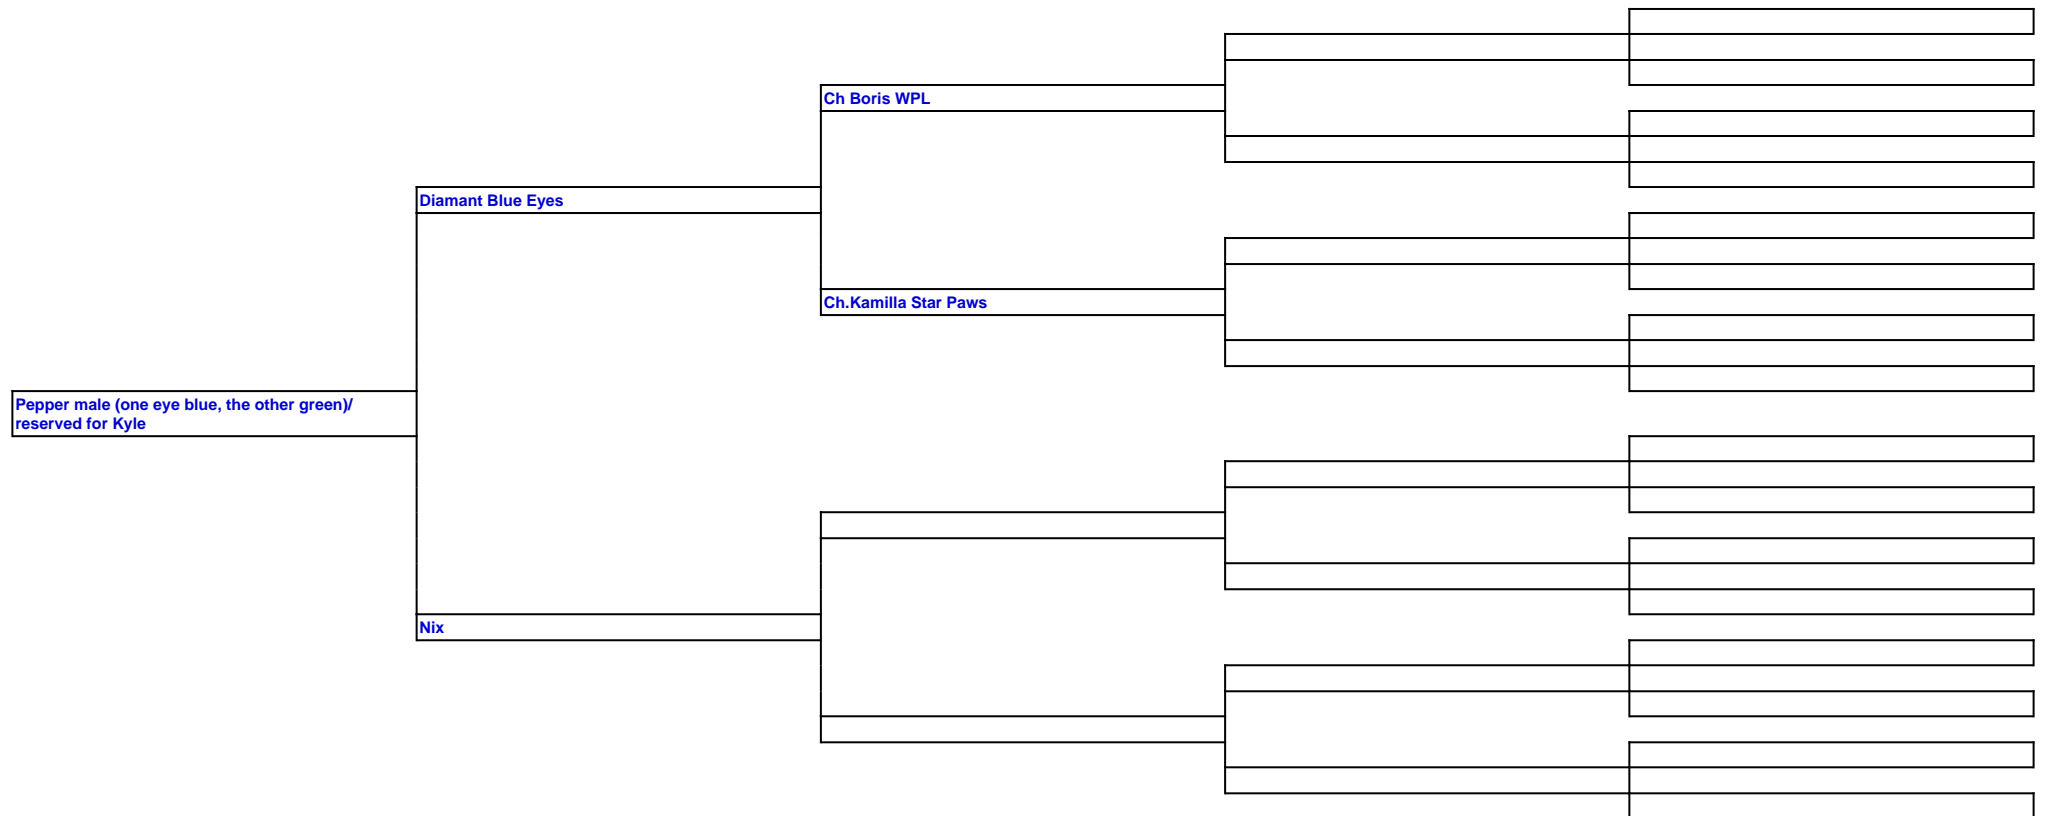 Ch Boris WPL
Diamant Blue Eyes
Ch.Kamilla Star Paws
Pepper male (one eye blue, the other green)/
reserved for Kyle
Nix